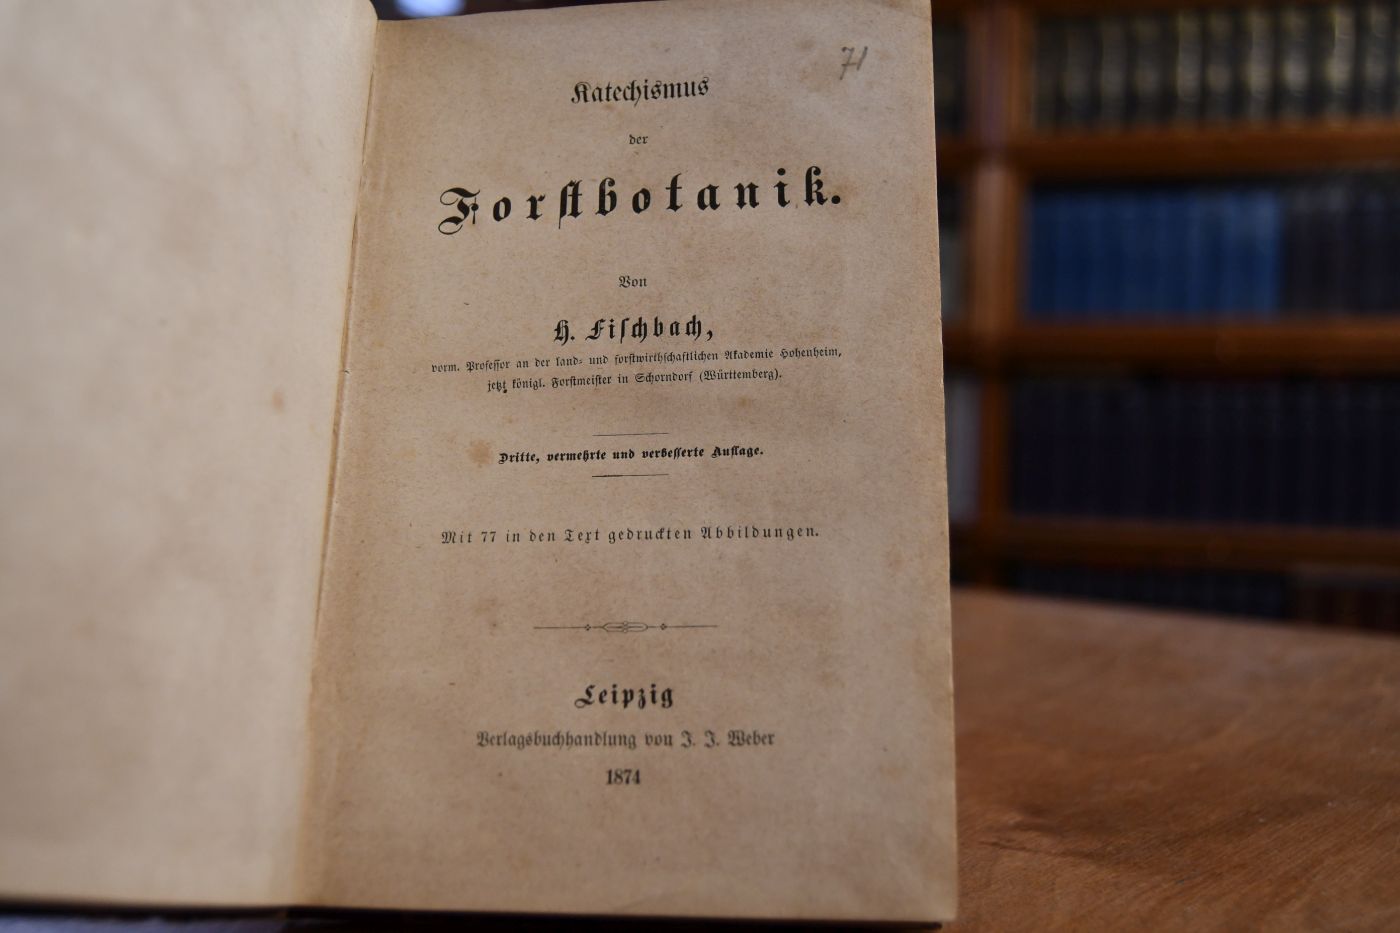 71
Katechismus
der
Forstbotanik.
Von
H. Fischbach,
vorm. Professor an der land- und forstwirthschaftlichen Akademie Hohenheim,
jetzt königl. Forstmeister in Schorndorf (Württemberg).
Dritte, vermehrte und verbesserte Auflage.
Mit 77 in den Text gedruckten Abbildungen.
Leipzig
Verlagsbuchhandlung von J. J. Weber
1874